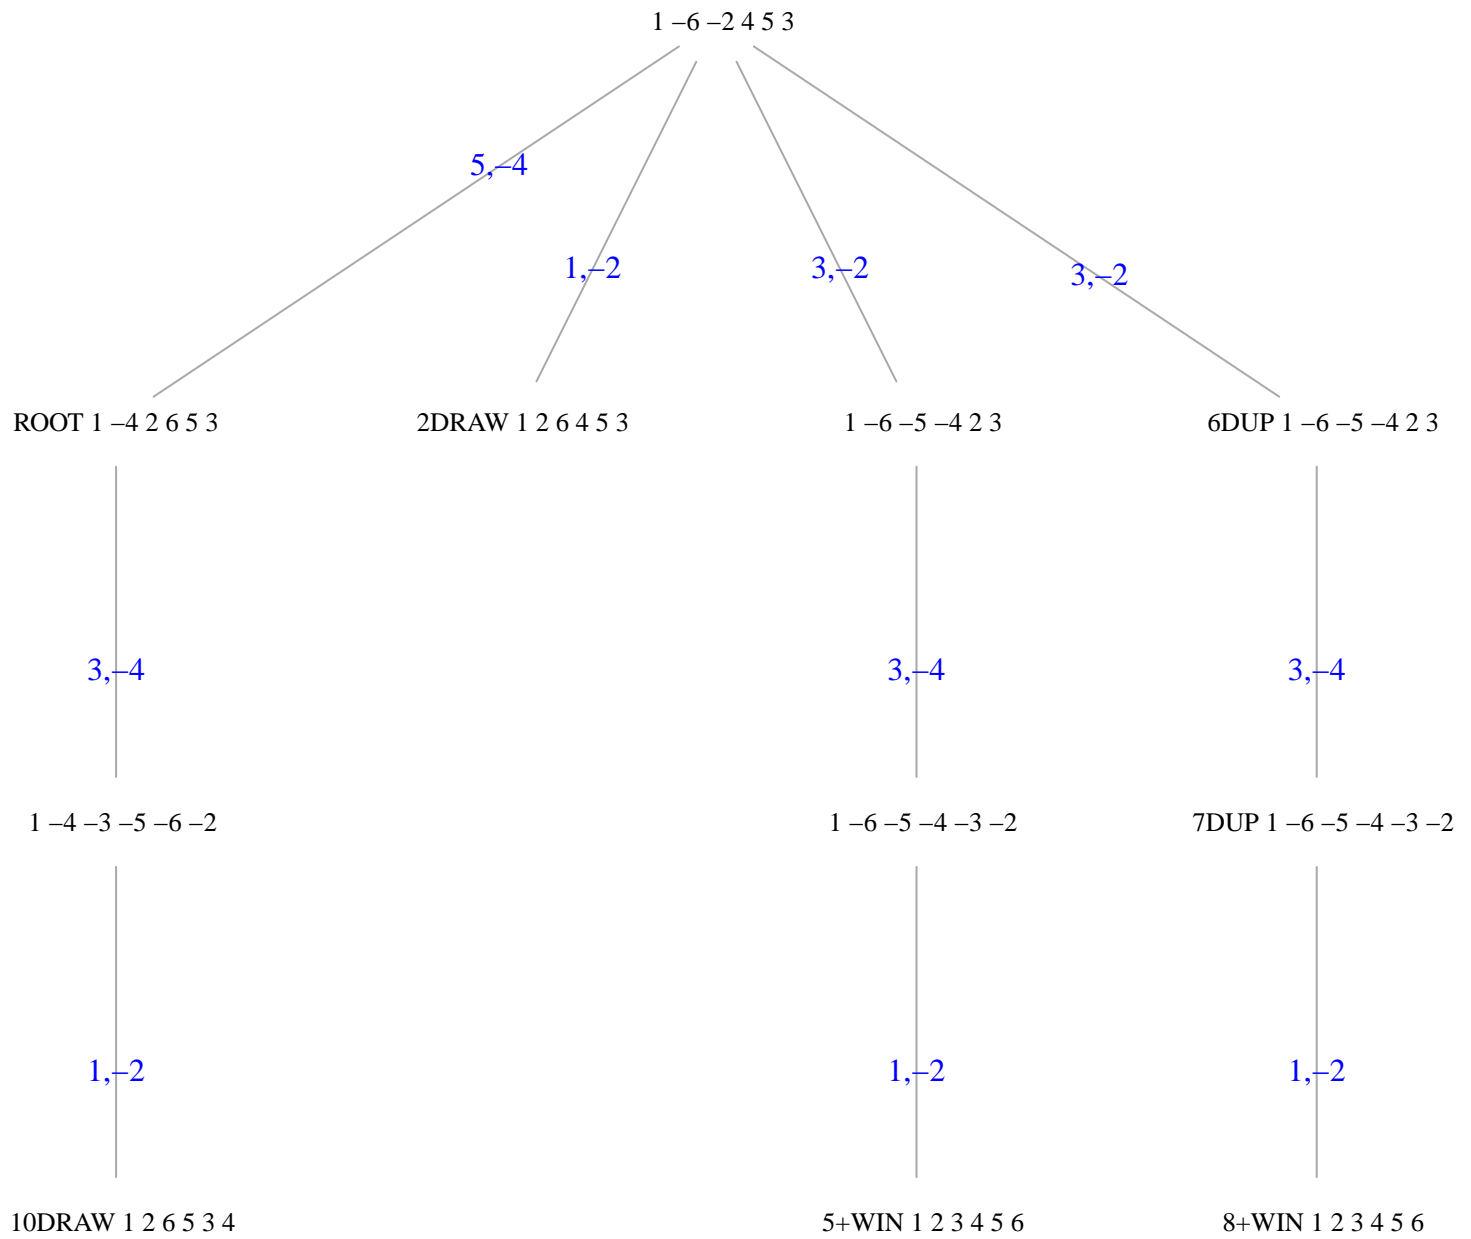 1 –6 –2 4 5 3
5,–4
1,–2
3,–2
3,–2
ROOT 1 –4 2 6 5 3
2DRAW 1 2 6 4 5 3
1 –6 –5 –4 2 3
6DUP 1 –6 –5 –4 2 3
3,–4
3,–4
3,–4
1 –4 –3 –5 –6 –2
1 –6 –5 –4 –3 –2
7DUP 1 –6 –5 –4 –3 –2
1,–2
1,–2
1,–2
10DRAW 1 2 6 5 3 4
5+WIN 1 2 3 4 5 6
8+WIN 1 2 3 4 5 6